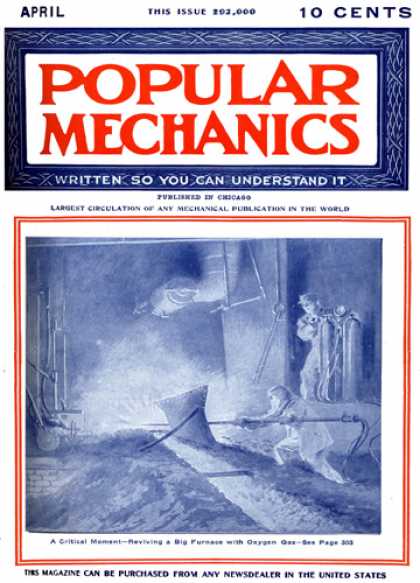 APRIL THIS ISSUE 292,000 10 CENTS
POPULAR
MECHANICS
WRITTEN SO YOU CAN UNDERSTAND IT
PUBLISHED IN CHICAGO
LARGEST CIRCULATION OF ANY MECHANICAL PUBLICATION IN THE WORLD
A Critical Moment—Reviving a Big Furnace with Oxygen Gas—See Page 303
THIS MAGAZINE CAN BE PURCHASED FROM ANY NEWSDEALER IN THE UNITED STATES